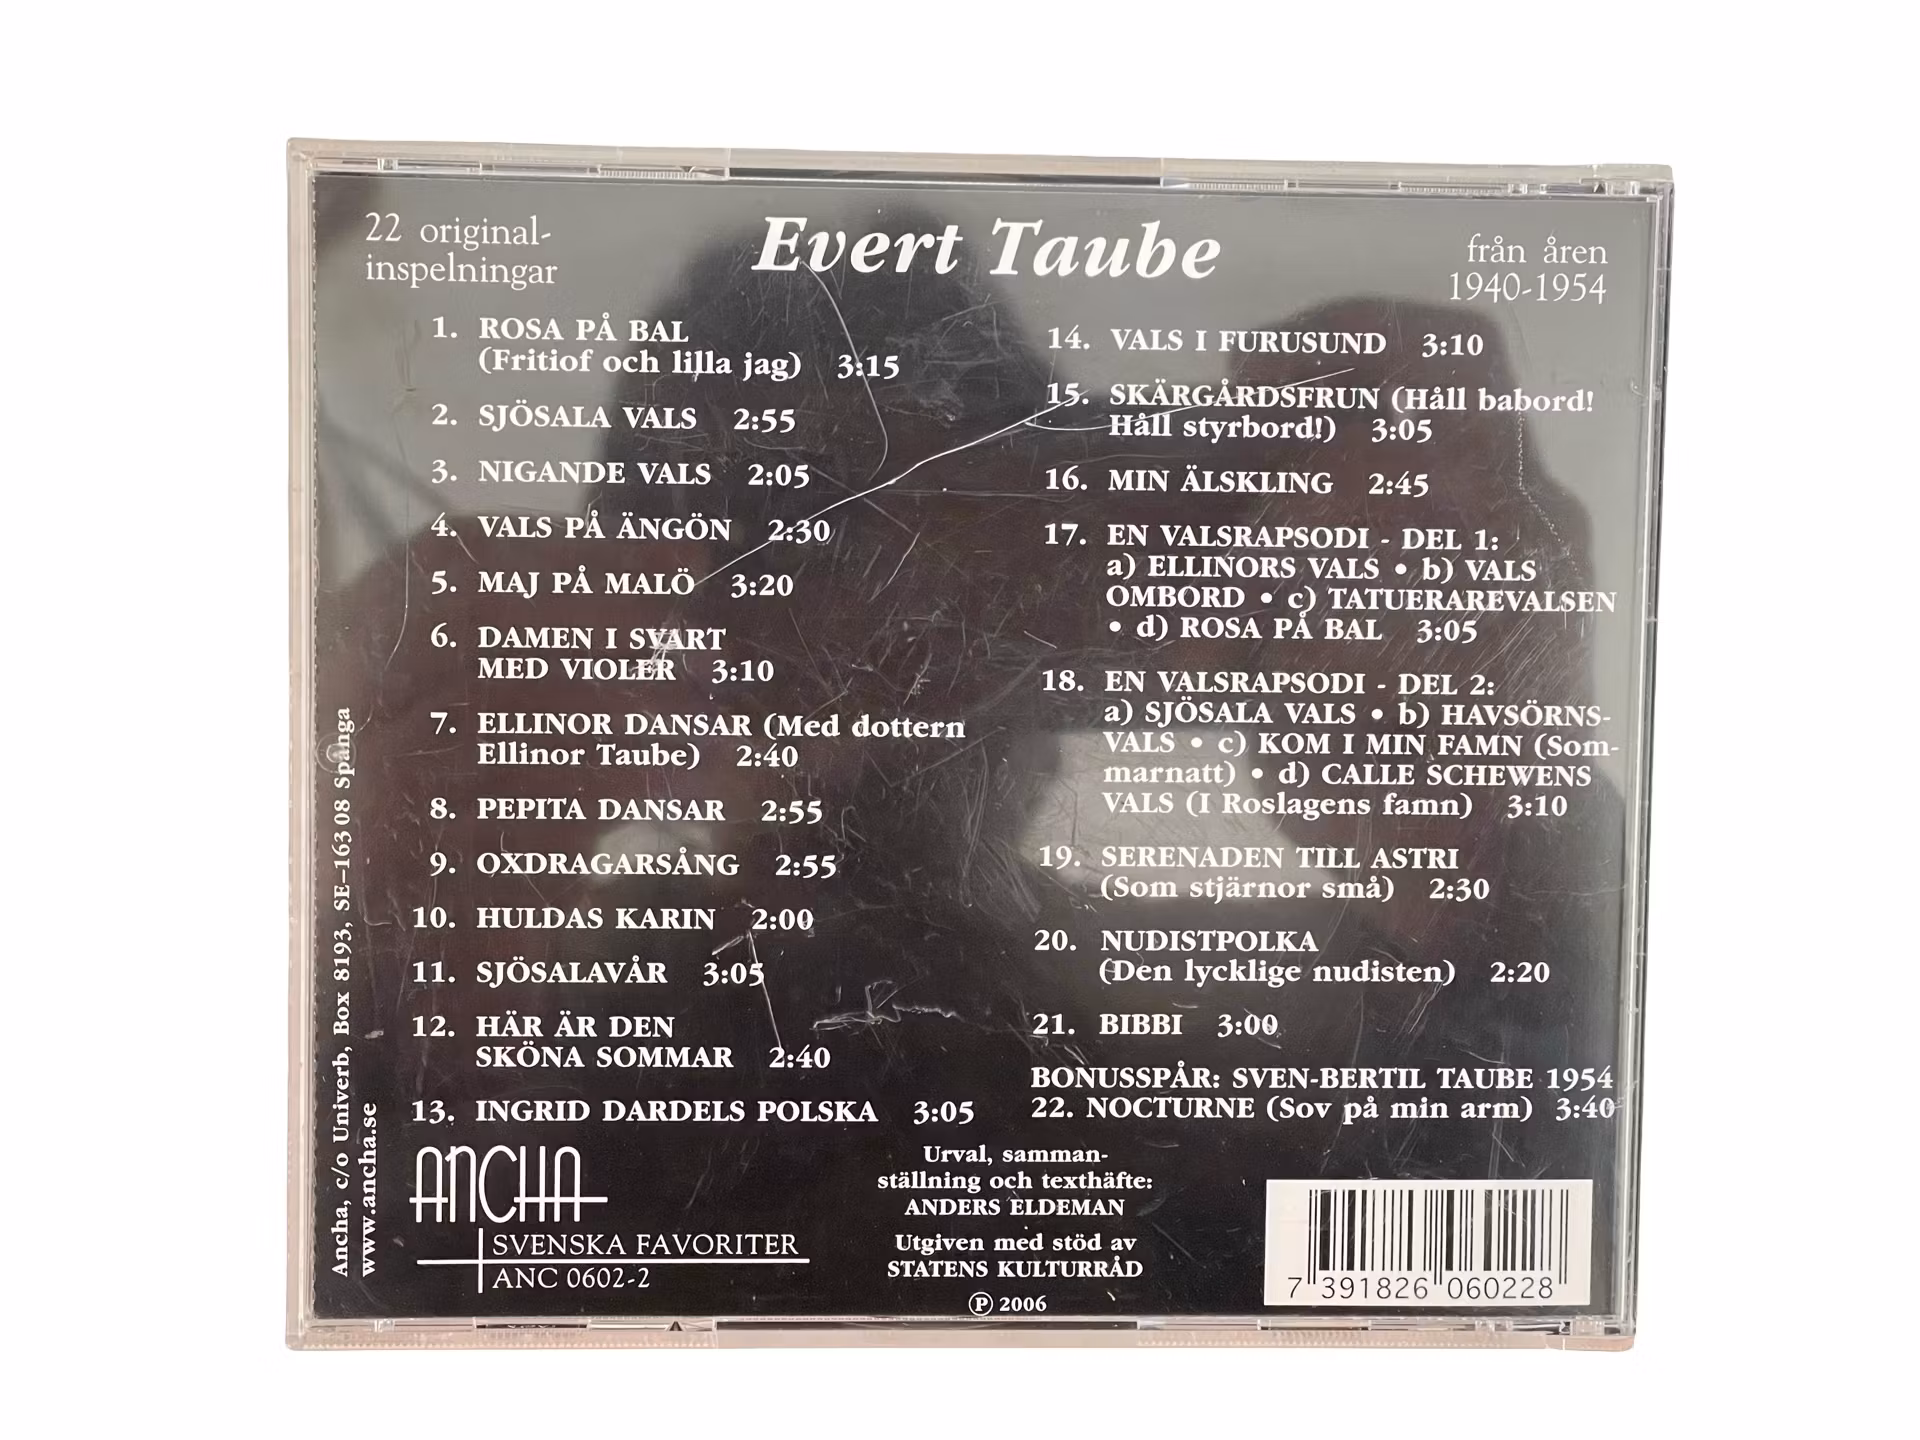 22 original-
inspelningar
Evert Taube
från åren
1940-1954
1. ROSA PÅ BAL
(Fritiof och lilla jag) 3:15
2. SJÖSALA VALS 2:55
3. NIGANDE VALS 2:05
4. VALS PÅ ÄNGÖN 2:30
5. MAJ PÅ MALÖ 3:20
6. DAMEN I SVART
MED VIOLER 3:10
7. ELLINOR DANSAR (Med dottern
Ellinor Taube) 2:40
8. PEPITA DANSAR 2:55
9. OXDRAGARSÅNG 2:55
10. HULDAS KARIN 2:00
11. SJÖSALAVÅR 3:05
12. HÄR ÄR DEN
SKÖNA SOMMAR 2:40
13. INGRID DARDELS POLSKA 3:05
14. VALS I FURUSUND 3:10
15. SKÄRGÅRDSFRUN (Håll babord!
Håll styrbord!) 3:05
16. MIN ÄLSKLING 2:45
17. EN VALSRAPSODI - DEL 1:
a) ELLINORS VALS • b) VALS
OMBORD • c) TATUERAREVALSEN
• d) ROSA PÅ BAL 3:05
18. EN VALSRAPSODI - DEL 2:
a) SJÖSALA VALS • b) HAVSÖRNS-
VALS • c) KOM I MIN FAMN (Som-
marnatt) • d) CALLE SCHEWENS
VALS (I Roslagens famn) 3:10
19. SERENADEN TILL ASTRI
(Som stjärnor små) 2:30
20. NUDISTPOLKA
(Den lycklige nudisten) 2:20
21. BIBBI 3:00
BONUSSPÅR: SVEN-BERTIL TAUBE 1954
22. NOCTURNE (Sov på min arm) 3:40
Ancha, c/o Univerb, Box 8193, SE-163 08 Spånga
www.ancha.se
ANCHA
SVENSKA FAVORITER
ANC 0602-2
Urval, samman-
ställning och texthäfte:
ANDERS ELDEMAN
Utgiven med stöd av
STATENS KULTURRÅD
Ⓟ 2006
7 391826 060228